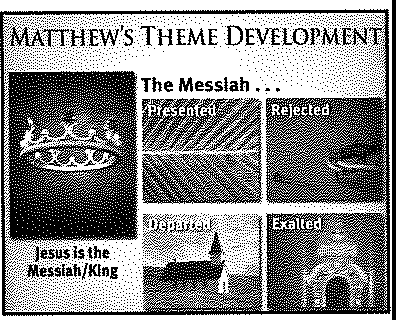 MATTHEW'S THEME DEVELOPMENT
The Messiah . . .
Presented
Rejected
Departed
Exalted
Jesus is the
Messiah/King